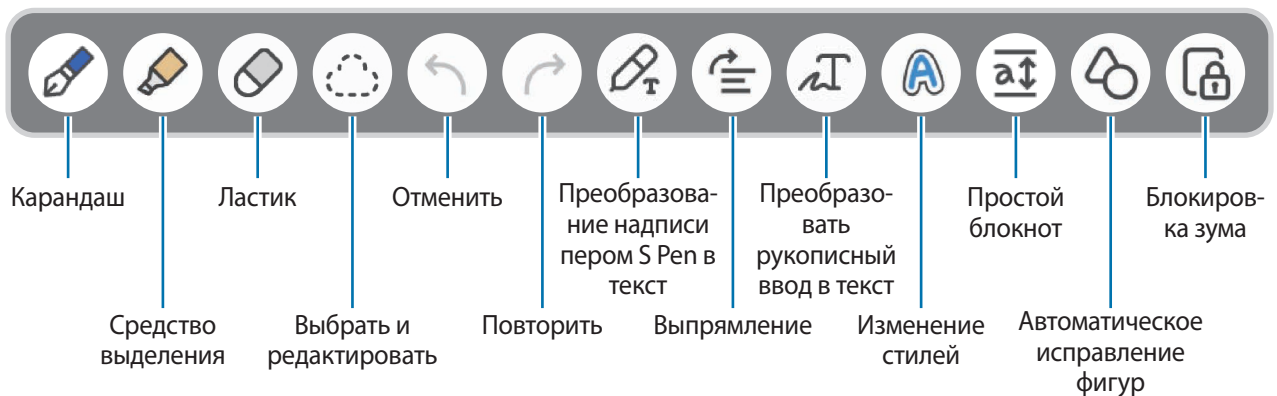 Карандаш
Ластик
Отменить
Преобразова-
ние надписи
пером S Pen в
текст
Преобразо-
вать
рукописный
ввод в текст
Простой
блокнот
Блокиров-
ка зума
Средство
выделения
Выбрать и
редактировать
Повторить
Выпрямление
Изменение
стилей
Автоматическое
исправление
фигур